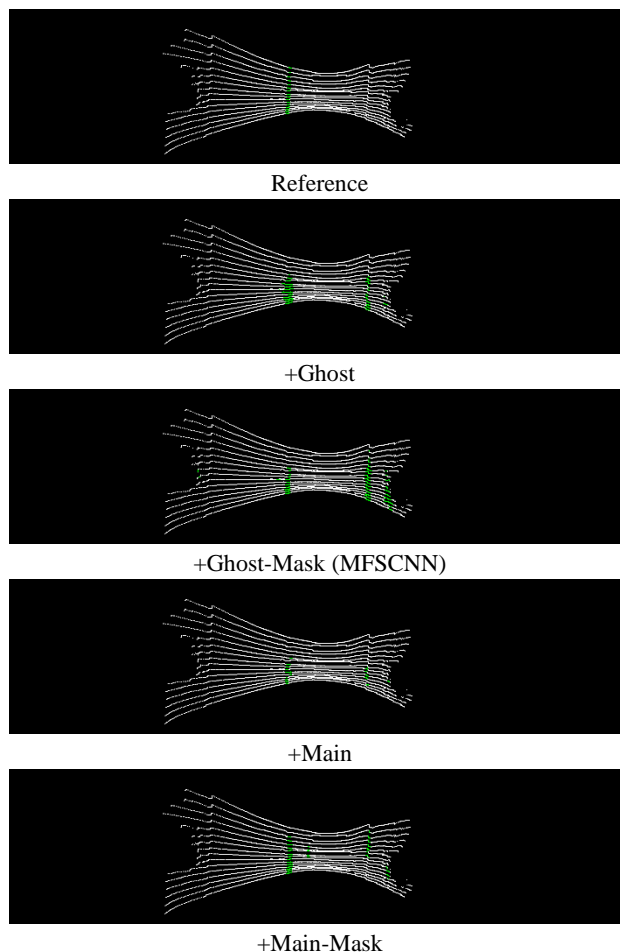 Reference
+Ghost
+Ghost-Mask (MFSCNN)
+Main
+Main-Mask